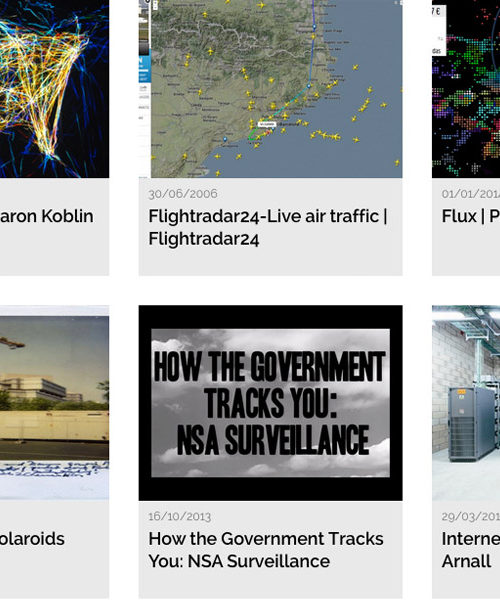 aron Koblin
30/06/2006
Flightradar24-Live air traffic |
Flightradar24
01/01/201
Flux | P
HOW THE GOVERNMENT
TRACKS YOU:
NSA SURVEILLANCE
olaroids
16/10/2013
How the Government Tracks
You: NSA Surveillance
29/03/201
Interne
Arnall